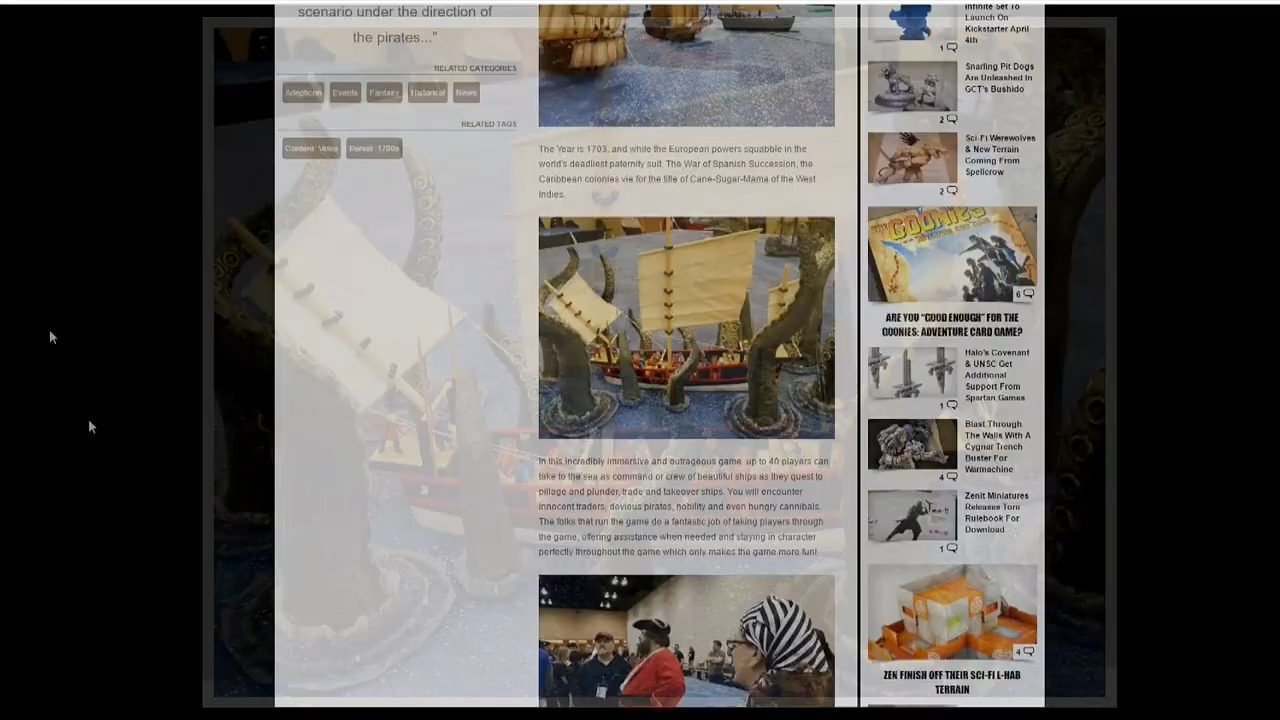 scenario under the direction of
the pirates..."
RELATED CATEGORIES
Adepticon
Events
Fantasy
Historical
News
RELATED TAGS
Content: Video
Period: 1700s
The Year is 1703, and while the European powers squabble in the
world's deadliest paternity suit, The War of Spanish Succession, the
Caribbean colonies vie for the title of Cane-Sugar-Mama of the West
Indies.
In this incredibly immersive and outrageous game up to 40 players can
take to the sea as command or crew of beautiful ships as they quest to
pillage and plunder, trade and takeover ships. You will encounter
innocent traders, devious pirates, nobility and even hungry cannibals.
The folks that run the game do a fantastic job of taking players through
the game, offering assistance when needed and staying in character
perfectly throughout the game which only makes the game more fun!
Infinite Set To
Launch On
Kickstarter April
4th
1
Snarling Pit Dogs
Are Unleashed In
GCT's Bushido
2
Sci-Fi Werewolves
& New Terrain
Coming From
Spellcrow
2
THE GOONIES
6
ARE YOU "GOOD ENOUGH" FOR THE
GOONIES: ADVENTURE CARD GAME?
Halo's Covenant
& UNSC Get
Additional
Support From
Spartan Games
1
Blast Through
The Walls With A
Cygnar Trench
Buster For
Warmachine
4
Zenit Miniatures
Releases Torii
Rulebook For
Download
1
4
ZEN FINISH OFF THEIR SCI-FI L-HAB
TERRAIN